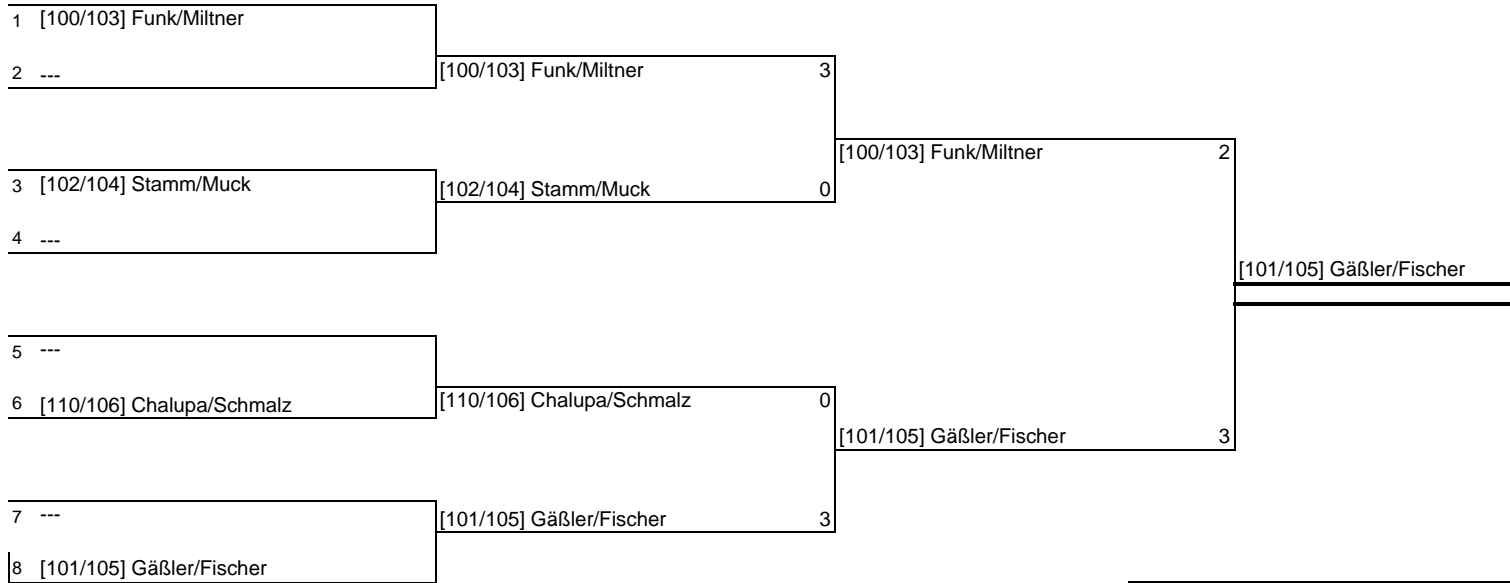 1 [100/103] Funk/Miltner
2 ---
[100/103] Funk/Miltner 3
[100/103] Funk/Miltner 2
3 [102/104] Stamm/Muck
[102/104] Stamm/Muck 0
4 ---
[101/105] Gäßler/Fischer
5 ---
6 [110/106] Chalupa/Schmalz
[110/106] Chalupa/Schmalz 0
[101/105] Gäßler/Fischer 3
7 ---
[101/105] Gäßler/Fischer 3
8 [101/105] Gäßler/Fischer